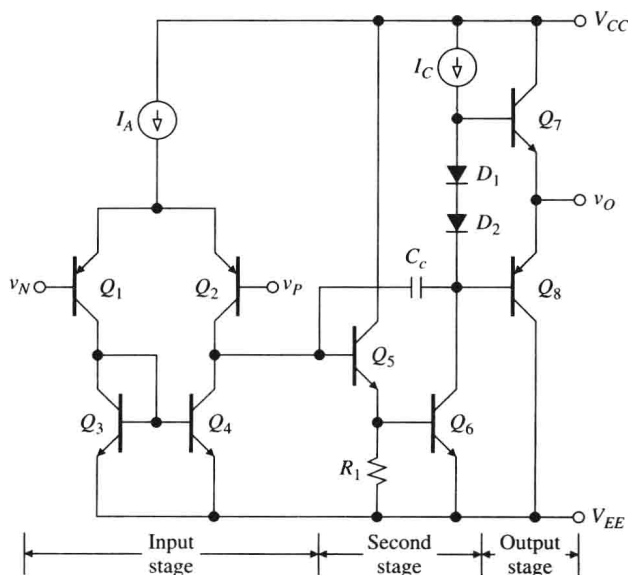 V_CC
I_C
I_A
Q_7
D_1
v_O
D_2
C_c
v_N
Q_1
Q_2
v_P
Q_8
Q_5
Q_3
Q_4
Q_6
R_1
V_EE
Input stage
Second stage
Output stage